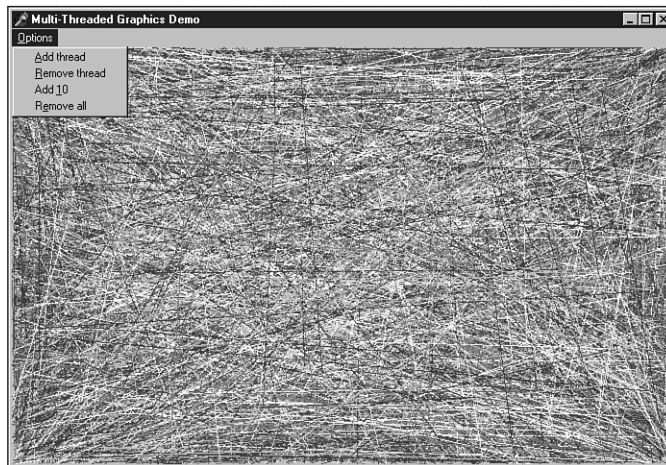 Multi-Threaded Graphics Demo
Options
Add thread
Remove thread
Add 10
Remove all